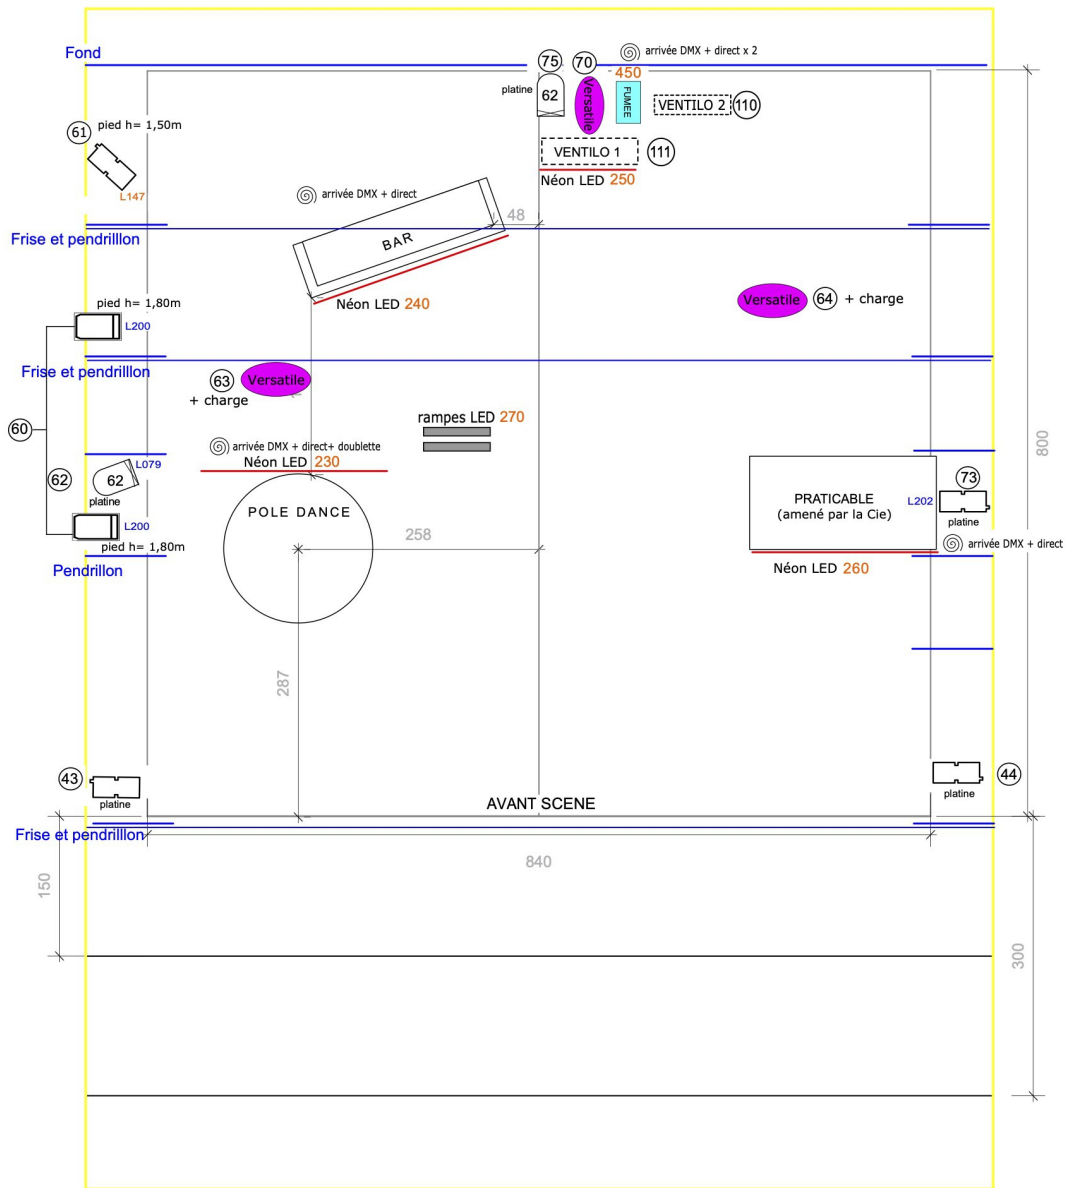 Fond
arrivée DMX + direct x 2
75
70
450
platine
62
Versatile
FUMEE
VENTILO 2
110
61
pied h= 1,50m
VENTILO 1
111
Néon LED 250
L147
arrivée DMX + direct
48
Frise et pendrilllon
BAR
pied h= 1,80m
Néon LED 240
Versatile
64
+ charge
L200
Frise et pendrilllon
63
Versatile
+ charge
rampes LED 270
60
arrivée DMX + direct+ doublette
Néon LED 230
800
62
L079
62
platine
POLE DANCE
PRATICABLE
(amené par la Cie)
L202
73
platine
L200
258
arrivée DMX + direct
pied h= 1,80m
Pendrillon
Néon LED 260
287
43
platine
44
platine
AVANT SCENE
Frise et pendrilllon
840
150
300